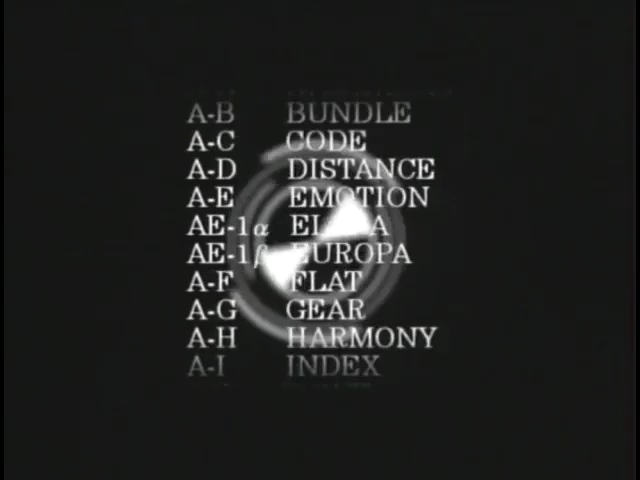 A-B BUNDLE
A-C CODE
A-D DISTANCE
A-E EMOTION
AE-1α
AE-1β EUROPA
A-F FLAT
A-G GEAR
A-H HARMONY
A-I INDEX